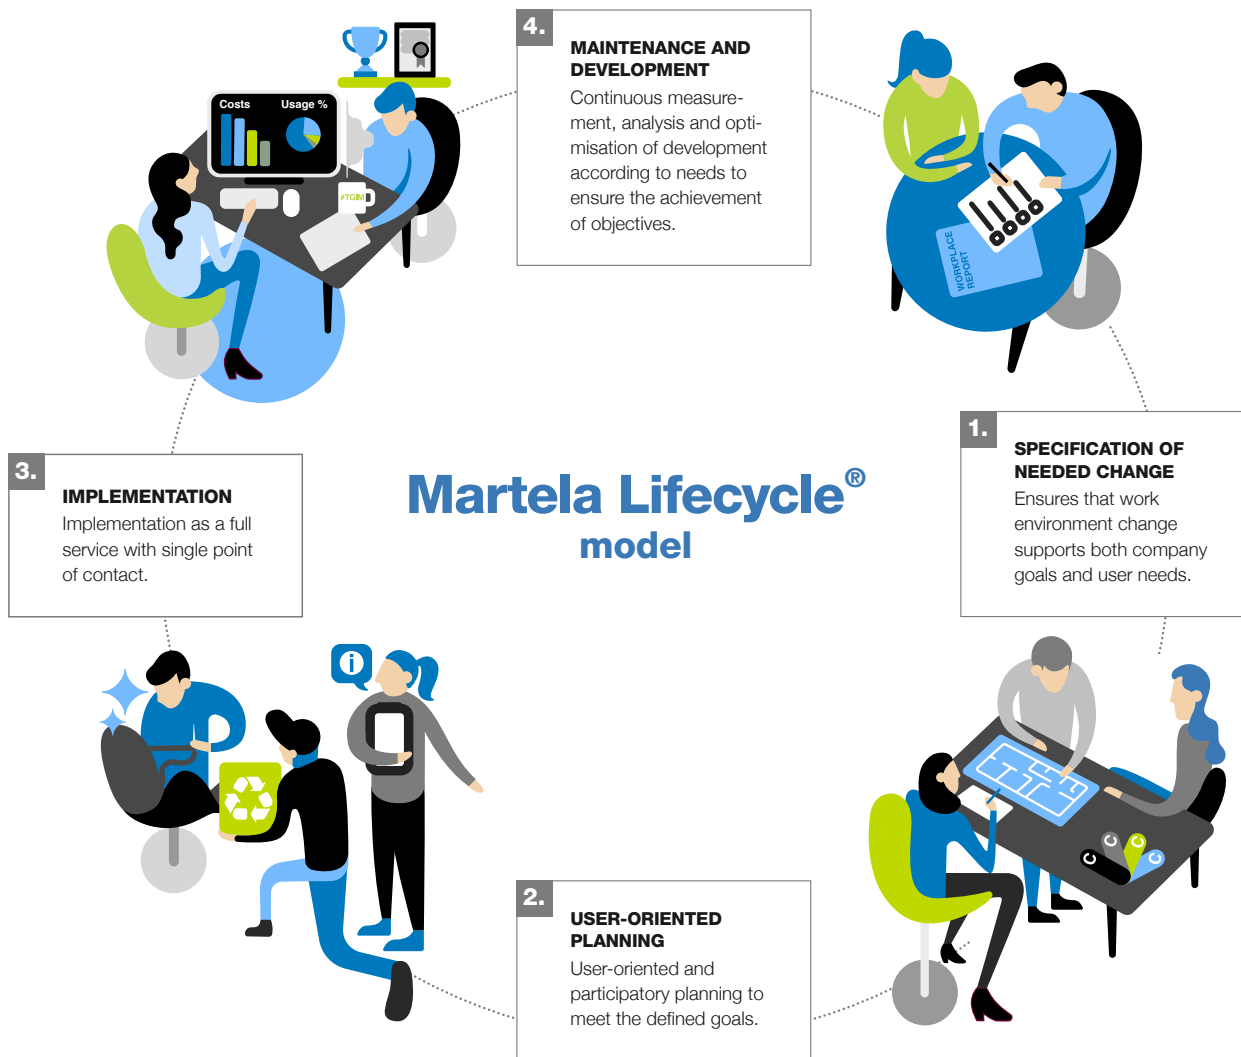 4.
MAINTENANCE AND
DEVELOPMENT
Continuous measure-
ment, analysis and opti-
misation of development
according to needs to
ensure the achievement
of objectives.
Costs
Usage %
#TGIM
WORKPLACE
REPORT
1.
SPECIFICATION OF
NEEDED CHANGE
Ensures that work
environment change
supports both company
goals and user needs.
3.
IMPLEMENTATION
Implementation as a full
service with single point
of contact.
Martela Lifecycle®
model
i
C
C
C
C
2.
USER-ORIENTED
PLANNING
User-oriented and
participatory planning to
meet the defined goals.